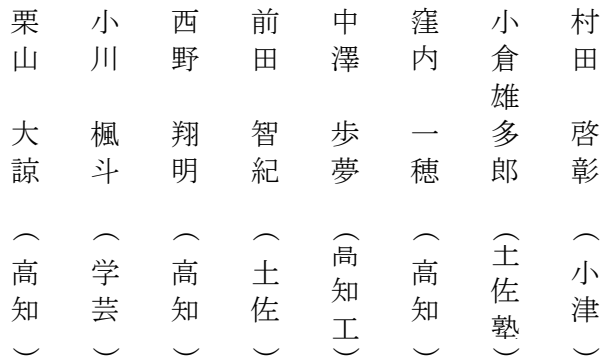 村田 啓彰 （小津）
小倉雄多郎 （土佐塾）
窪内 一穂 （高知）
中澤 歩夢 （高知工）
前田 智紀 （土佐）
西野 翔明 （高知）
小川 楓斗 （学芸）
栗山 大諒 （高知）